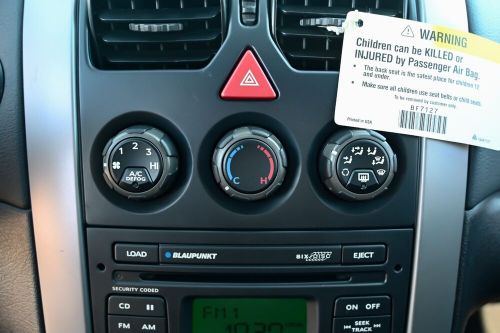 WARNING
Children can be KILLED or
INJURED by Passenger Air Bag.
• The back seat is the safest place for children 12
and under.
• Make sure all children use seat belts or child seats.
To be removed by customer only.
BF7127
Printed in USA
1 2 3 HI
A/C
DEFOG
C H
LOAD BLAUPUNKT SIX DISC EJECT
SECURITY CODED
CD ON OFF
FM1
FM AM SEEK
TRACK